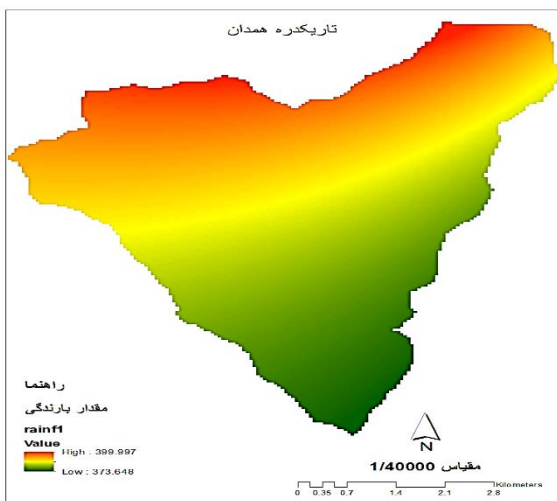 تاریکدره همدان
راهنما
مقدار بارندگی
rainf1
Value
High : 399.997
Low : 373.648
N
مقیاس 1/40000
Kilometers
0 0.35 0.7 1.4 2.1 2.8